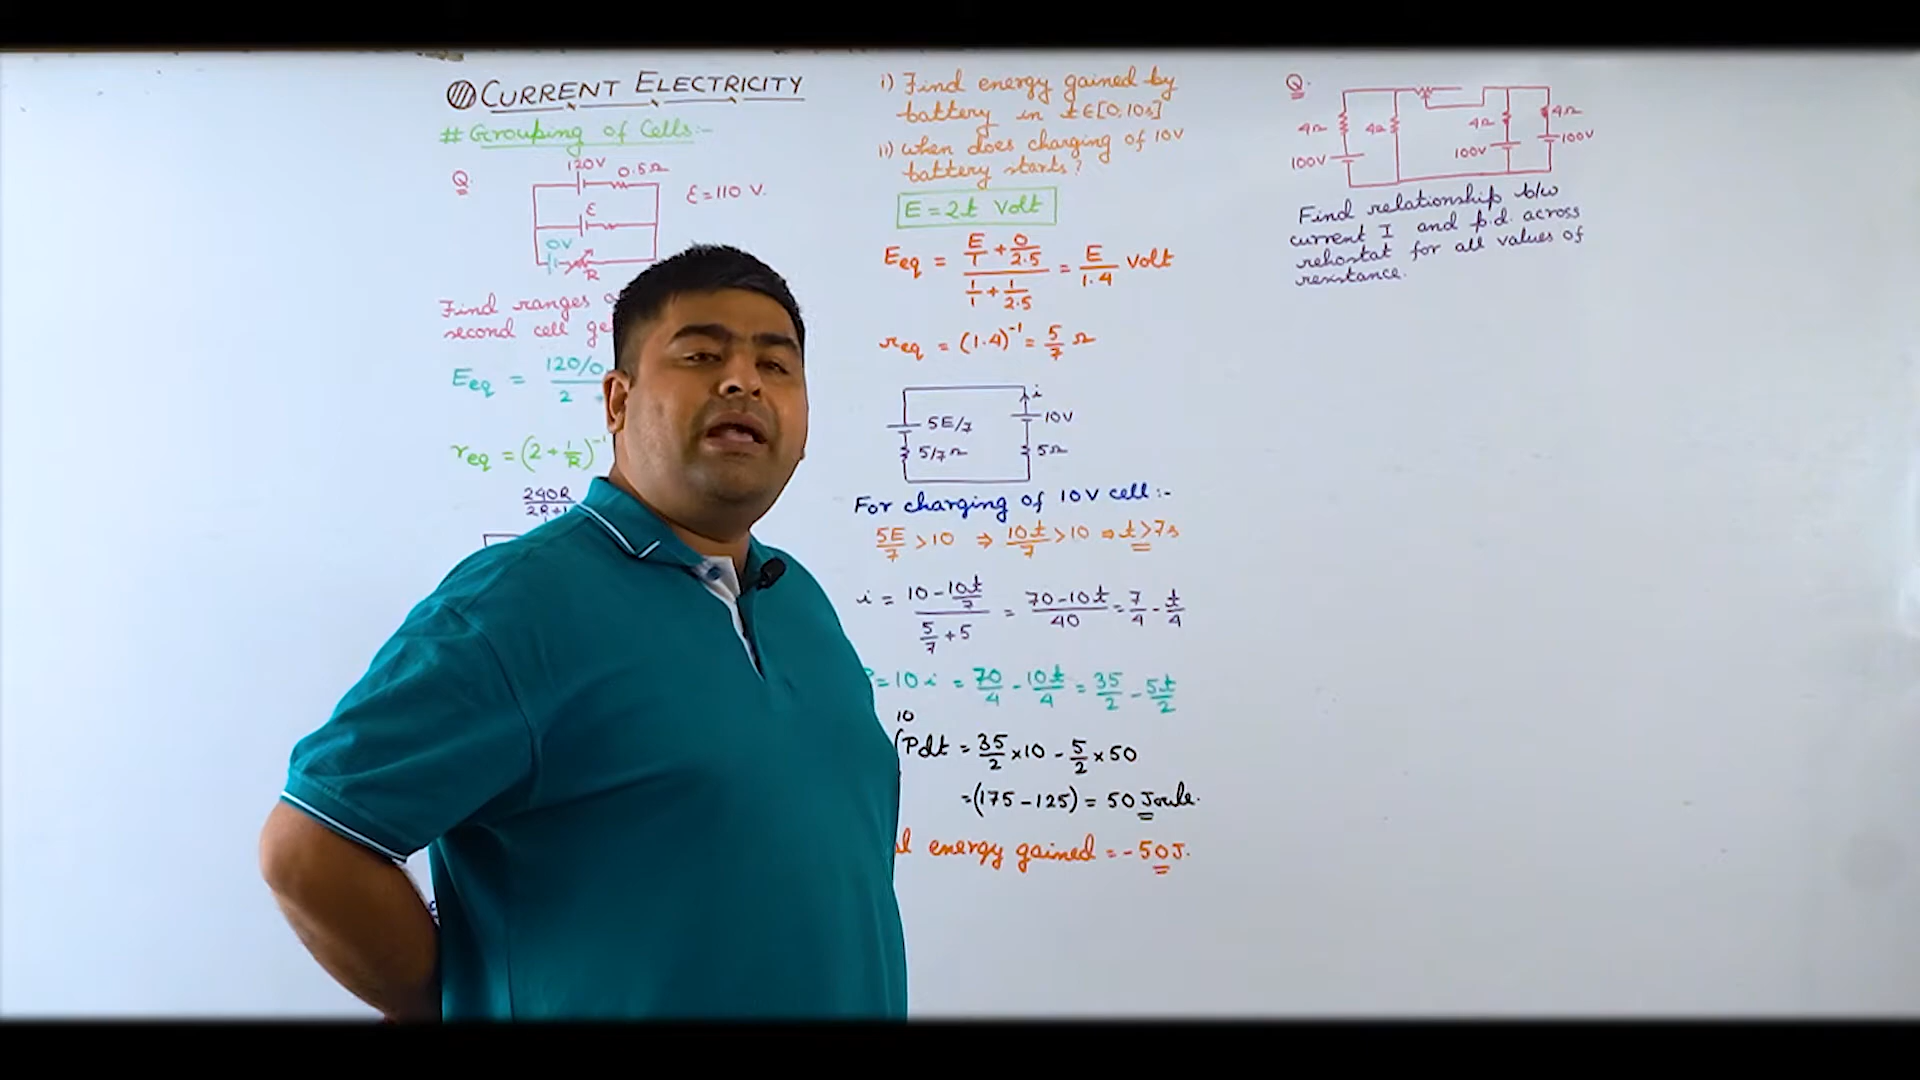 CURRENT ELECTRICITY
# Grouping of Cells:-
Q.
120V
0.5Ω
ε
ε=110 V.
0V
R
Find ranges
second cell ge
Eeq = 120/0
2 +
req = (2+1/R)⁻¹
240R
2R+1
i) Find energy gained by
battery in t∈[0,10s]
ii) When does charging of 10V
battery starts?
E = 2t Volt
Eeq = (E/1 + 0/2.5)/(1/1 + 1/2.5) = E/1.4 Volt
req = (1.4)⁻¹ = 5/7 Ω
i
5E/7
10V
5/7Ω
5Ω
For charging of 10V cell:-
5E/7 >10 ⇒ 10t/7 >10 ⇒ t>7s
i = (10-10t/7)/(5/7+5) = (70-10t)/40 = 7/4 - t/4
=10i = 70/4 - 10t/4 = 35/2 - 5t/2
10
∫Pdt = 35/2 ×10 - 5/2 ×50
=(175-125) = 50 Joule.
energy gained = -50J.
Q.
4Ω
4Ω
4Ω
4Ω
100V
100V
100V
Find relationship b/w
current I and p.d. across
rehostat for all values of
resistance.